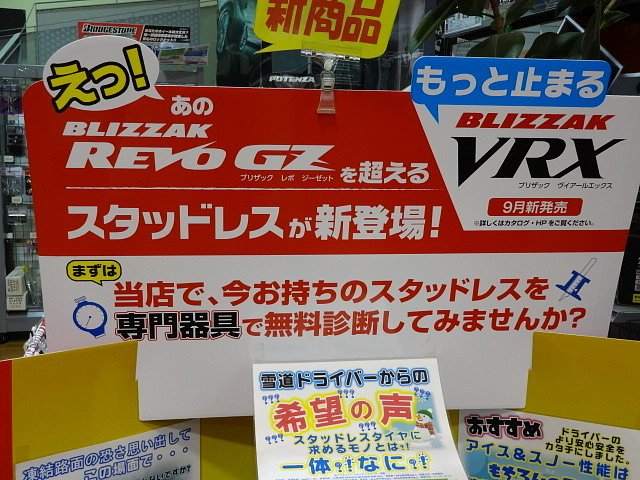 新商品
BRIDGESTONE
POTENZA
えっ!
あの
BLIZZAK
REVO GZ
ブリザック レボ ジーゼット
を超える
スタッドレスが新登場!
もっと止まる
BLIZZAK
VRX
ブリザック ヴイアールエックス
9月新発売
※詳しくはカタログ・HPをご覧ください。
まずは
当店で、今お持ちのスタッドレスを
専門器具で無料診断してみませんか?
雪道ドライバーからの
希望の声
スタッドレスタイヤに
求めるモノとは?!
一体?!なに?!
凍結路面の恐さ思い出して
この場面で・・・
おすすめ
ドライバーの
より安心安全を
カタチにしました。
アイス&スノー性能は